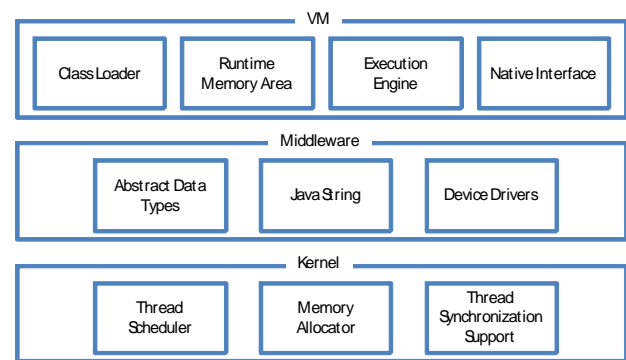 VM
Class Loader
Runtime
Memory Area
Execution
Engine
Native Interface
Middleware
Abstract Data
Types
Java String
Device Drivers
Kernel
Thread
Scheduler
Memory
Allocator
Thread
Synchronization
Support